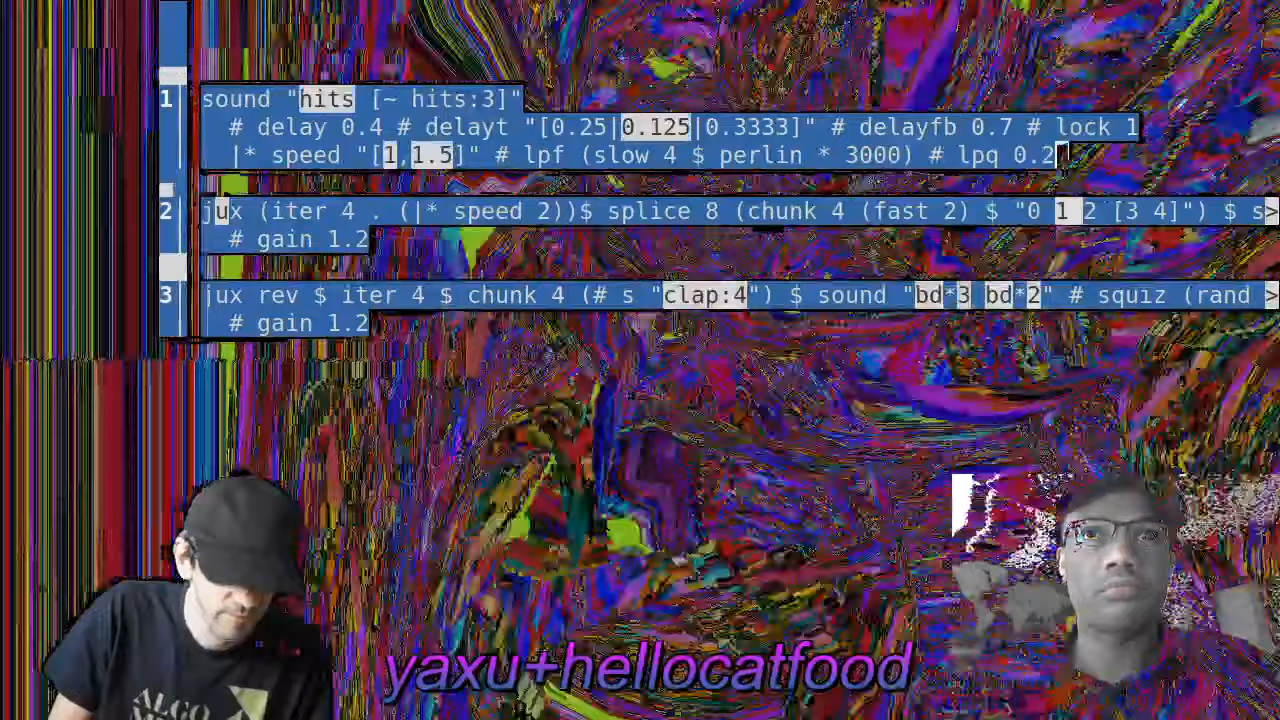 1 sound "hits [~ hits:3]"
# delay 0.4 # delayt "[0.25|0.125|0.3333]" # delayfb 0.7 # lock 1
|* speed "[1,1.5]" # lpf (slow 4 $ perlin * 3000) # lpq 0.2
2 jux (iter 4 . (|* speed 2))$ splice 8 (chunk 4 (fast 2) $ "0 1 2 [3 4]") $ s>
# gain 1.2
3 jux rev $ iter 4 $ chunk 4 (# s "clap:4") $ sound "bd*3 bd*2" # squiz (rand >
# gain 1.2
ALGO
yaxu+hellocatfood